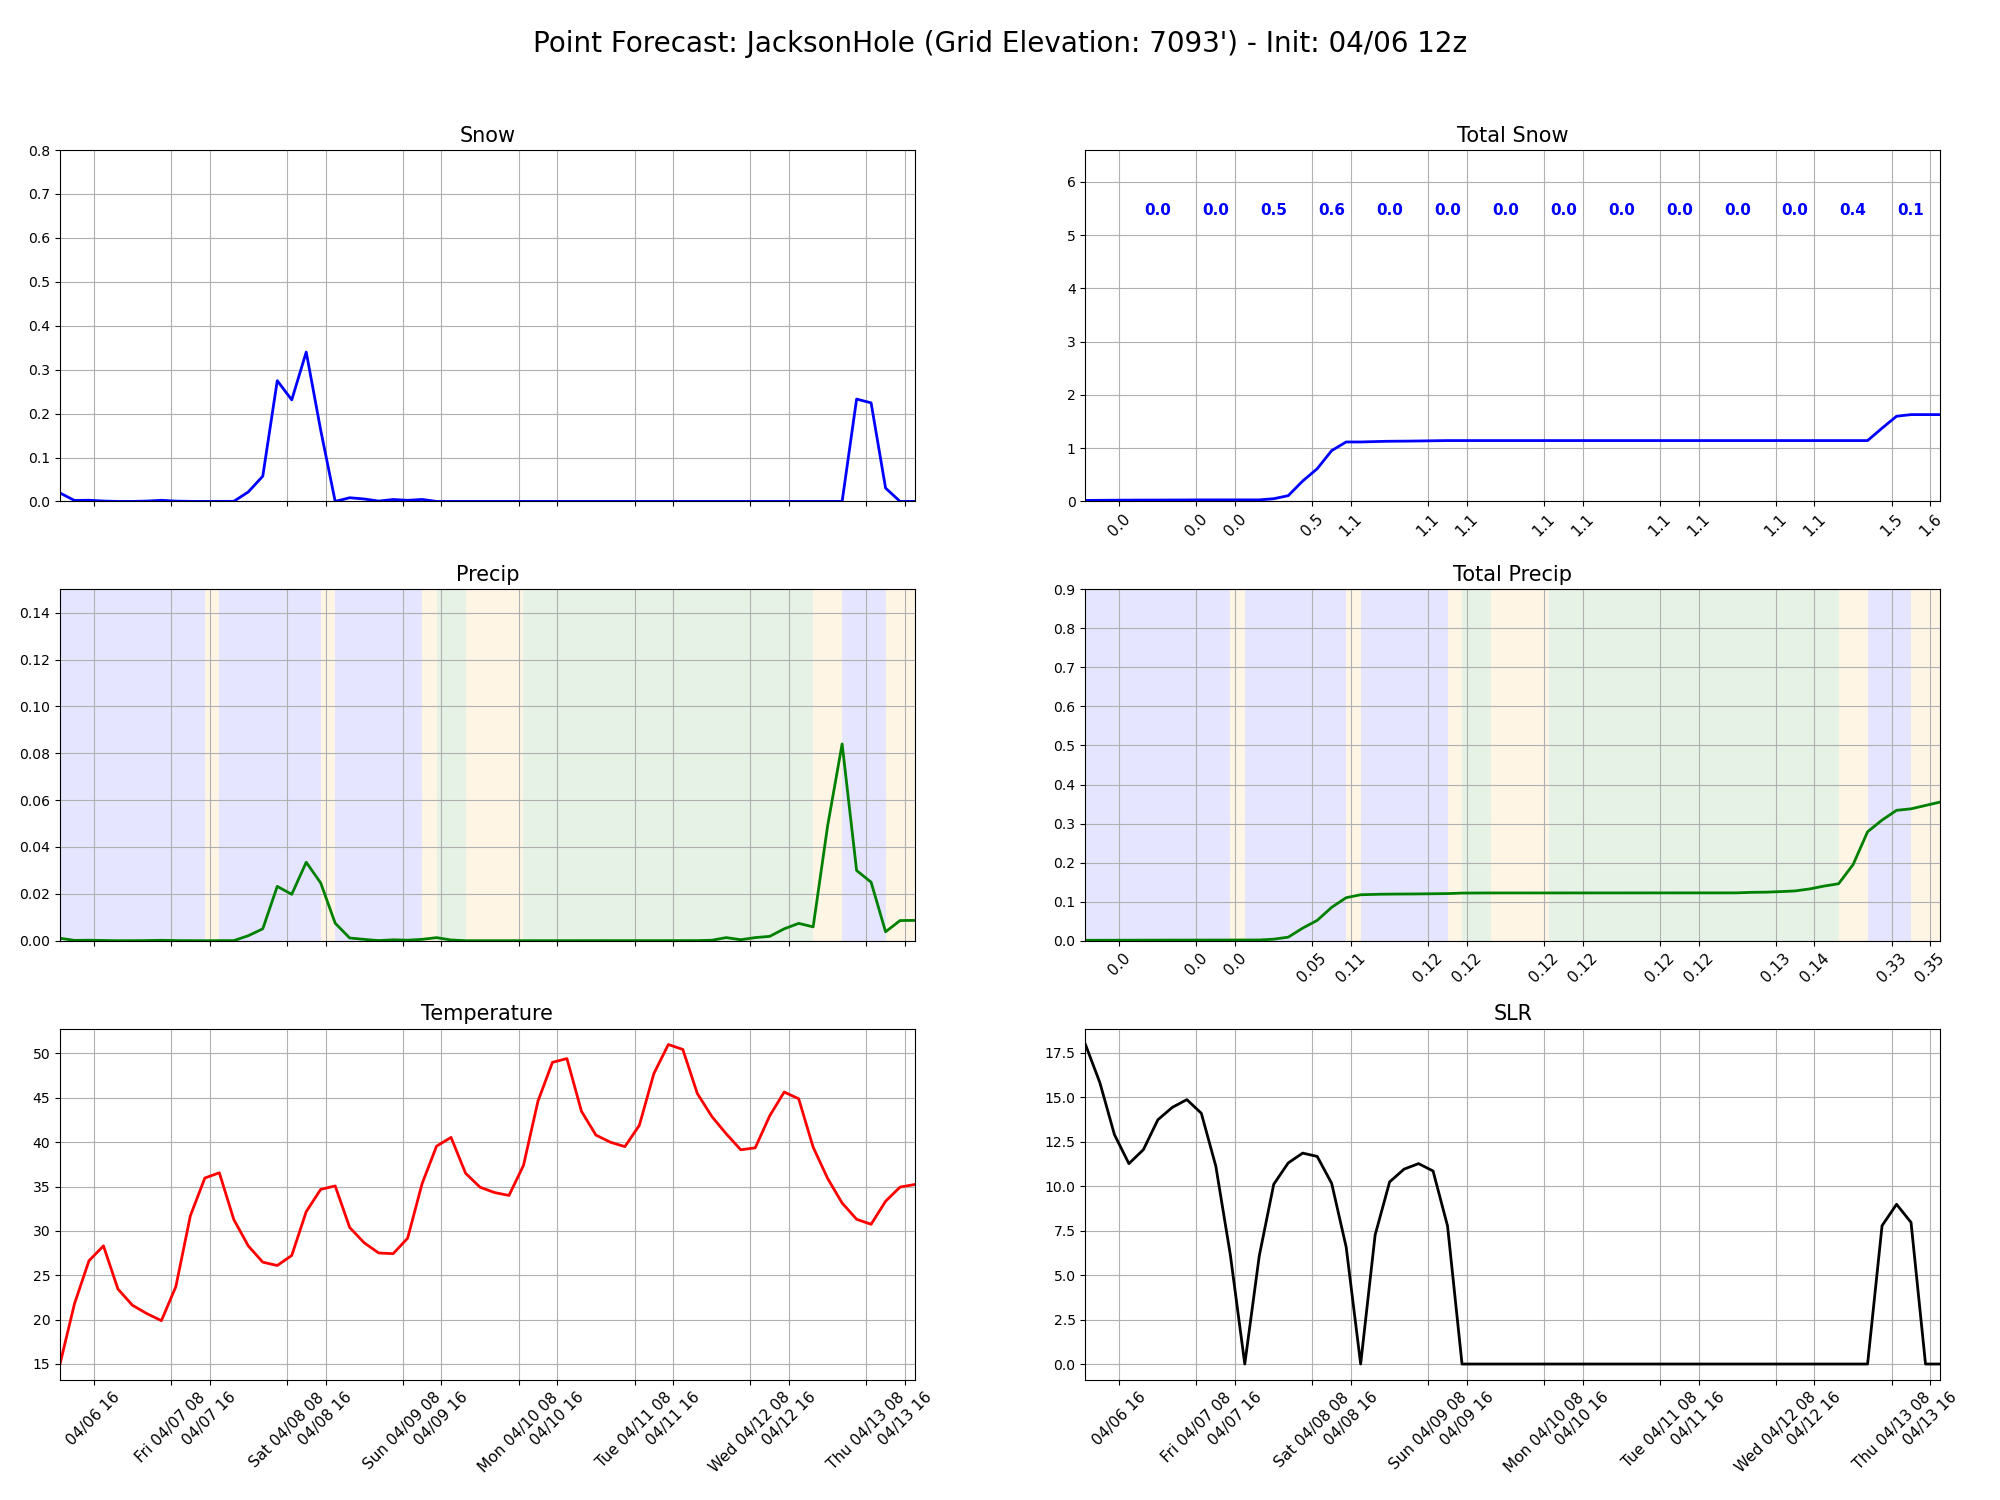 Point Forecast: JacksonHole (Grid Elevation: 7093') - Init: 04/06 12z
Snow
0.8
0.7
0.6
0.5
0.4
0.3
0.2
0.1
0.0
Total Snow
6
5
4
3
2
1
0
0.0 0.0 0.5 0.6 0.0 0.0 0.0 0.0 0.0 0.0 0.0 0.0 0.4 0.1
0.0 0.0 0.0 0.5 1.1 1.1 1.1 1.1 1.1 1.1 1.1 1.1 1.1 1.5 1.6
Precip
0.14
0.12
0.10
0.08
0.06
0.04
0.02
0.00
Total Precip
0.9
0.8
0.7
0.6
0.5
0.4
0.3
0.2
0.1
0.0
0.0 0.0 0.0 0.05 0.11 0.12 0.12 0.12 0.12 0.12 0.12 0.13 0.14 0.33 0.35
Temperature
50
45
40
35
30
25
20
15
04/06 16
Fri 04/07 08
04/07 16
Sat 04/08 08
04/08 16
Sun 04/09 08
04/09 16
Mon 04/10 08
04/10 16
Tue 04/11 08
04/11 16
Wed 04/12 08
04/12 16
Thu 04/13 08
04/13 16
SLR
17.5
15.0
12.5
10.0
7.5
5.0
2.5
0.0
04/06 16
Fri 04/07 08
04/07 16
Sat 04/08 08
04/08 16
Sun 04/09 08
04/09 16
Mon 04/10 08
04/10 16
Tue 04/11 08
04/11 16
Wed 04/12 08
04/12 16
Thu 04/13 08
04/13 16